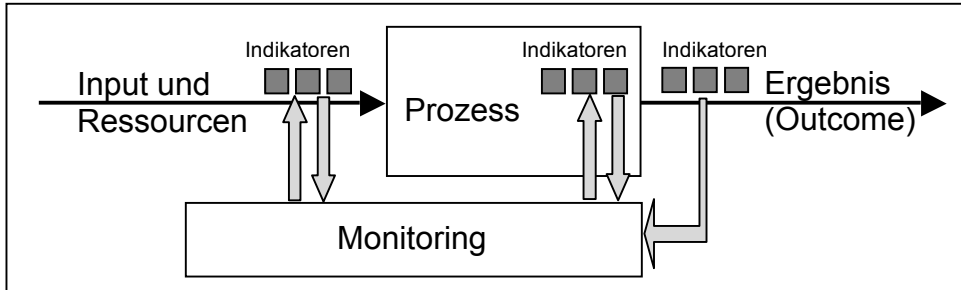 Indikatoren
Indikatoren
Indikatoren
Input und
Ressourcen
Prozess
Ergebnis
(Outcome)
Monitoring